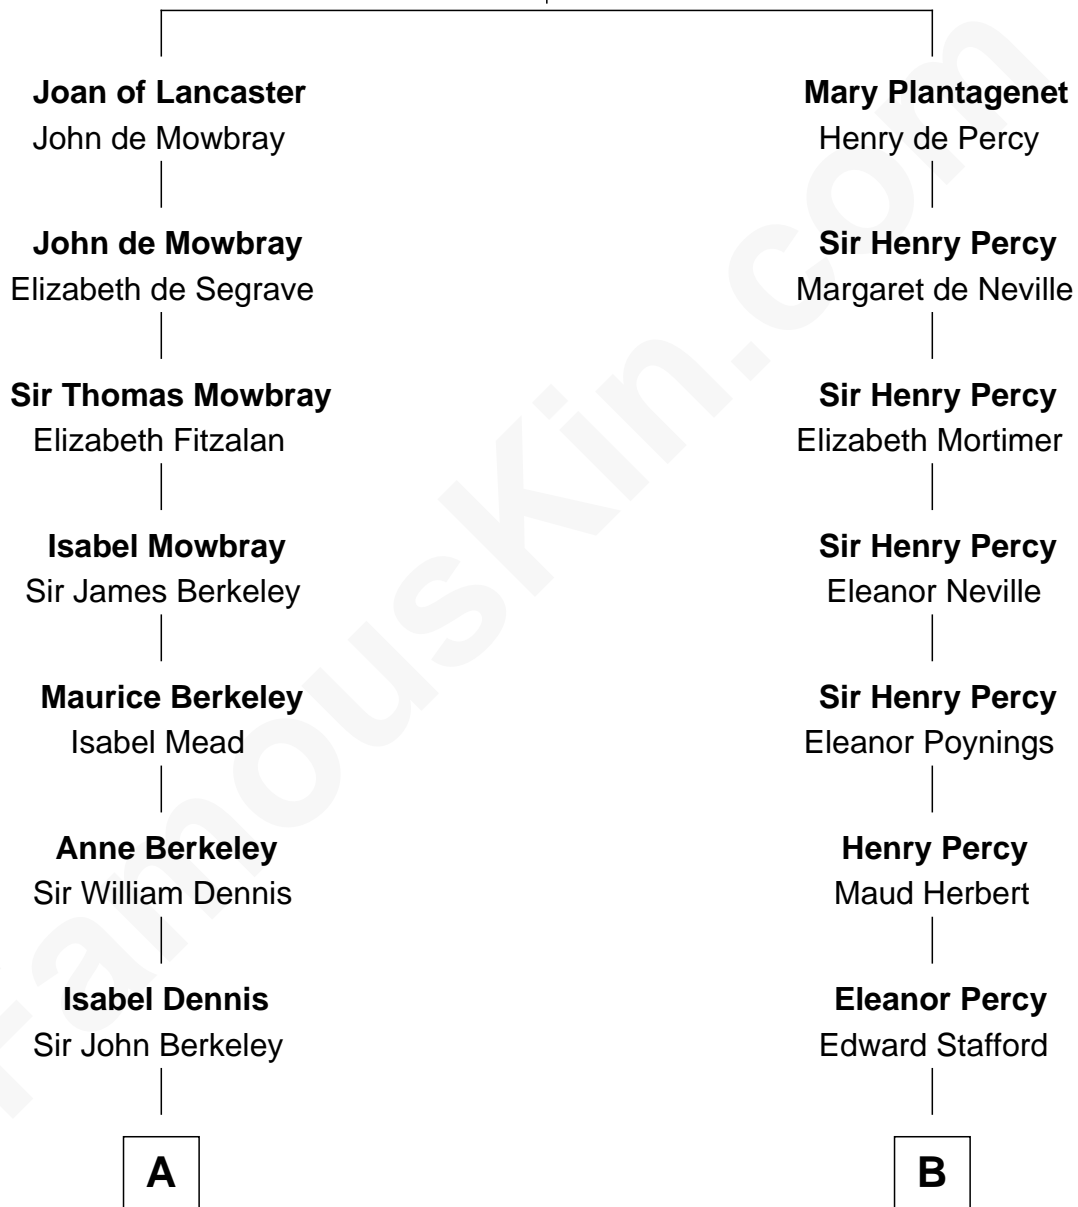 Joan of Lancaster
John de Mowbray
John de Mowbray
Elizabeth de Segrave
Sir Thomas Mowbray
Elizabeth Fitzalan
Isabel Mowbray
Sir James Berkeley
Maurice Berkeley
Isabel Mead
Anne Berkeley
Sir William Dennis
Isabel Dennis
Sir John Berkeley
A
Mary Plantagenet
Henry de Percy
Sir Henry Percy
Margaret de Neville
Sir Henry Percy
Elizabeth Mortimer
Sir Henry Percy
Eleanor Neville
Sir Henry Percy
Eleanor Poynings
Henry Percy
Maud Herbert
Eleanor Percy
Edward Stafford
B
FamousKin.com